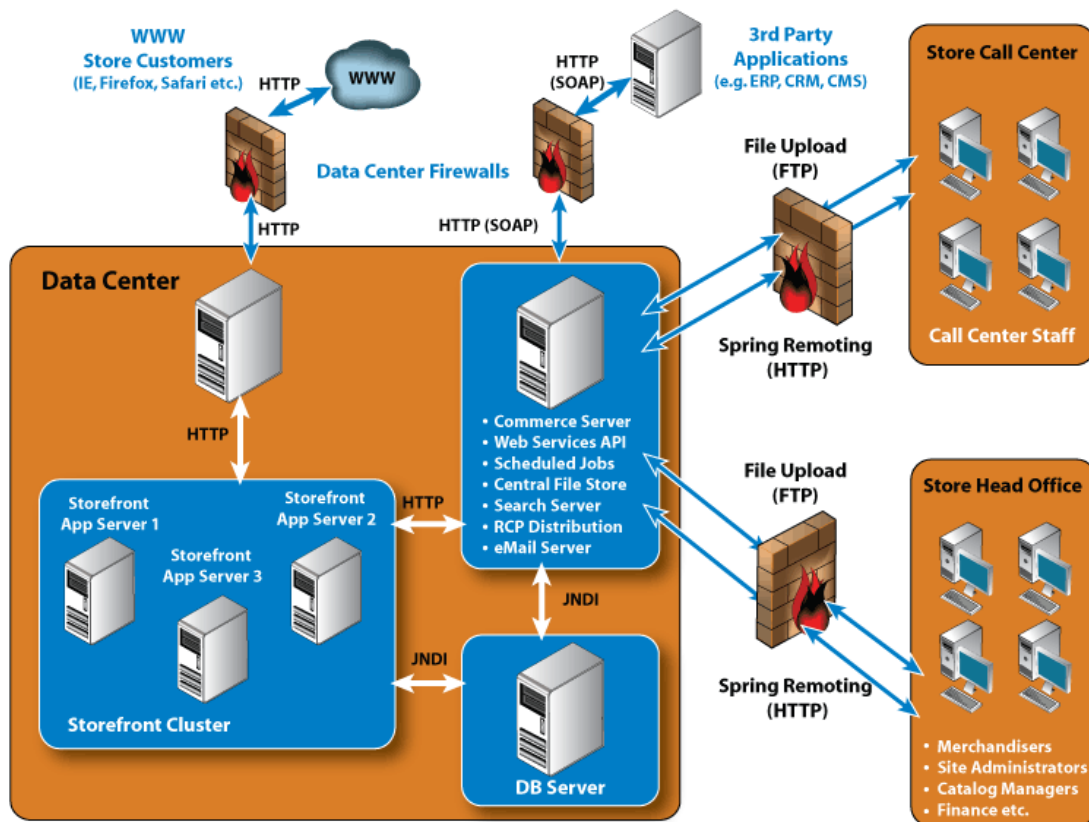 WWW
Store Customers
(IE, Firefox, Safari etc.)
HTTP
WWW
HTTP
(SOAP)
3rd Party
Applications
(e.g. ERP, CRM, CMS)
Data Center Firewalls
HTTP
HTTP (SOAP)
File Upload
(FTP)
Spring Remoting
(HTTP)
Store Call Center
Call Center Staff
Data Center
HTTP
Storefront
App Server 1
Storefront
App Server 2
Storefront
App Server 3
Storefront Cluster
HTTP
JNDI
• Commerce Server
• Web Services API
• Scheduled Jobs
• Central File Store
• Search Server
• RCP Distribution
• eMail Server
JNDI
DB Server
File Upload
(FTP)
Spring Remoting
(HTTP)
Store Head Office
• Merchandisers
• Site Administrators
• Catalog Managers
• Finance etc.